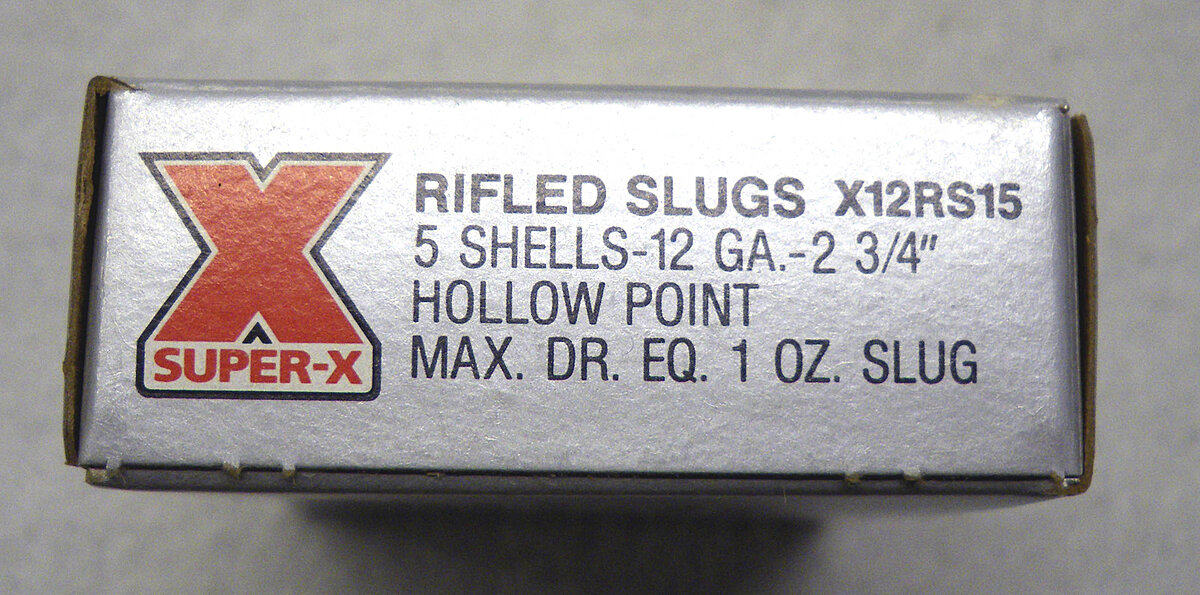 RIFLED SLUGS X12RS15
5 SHELLS-12 GA.-2 3/4"
HOLLOW POINT
MAX. DR. EQ. 1 OZ. SLUG
X
SUPER-X